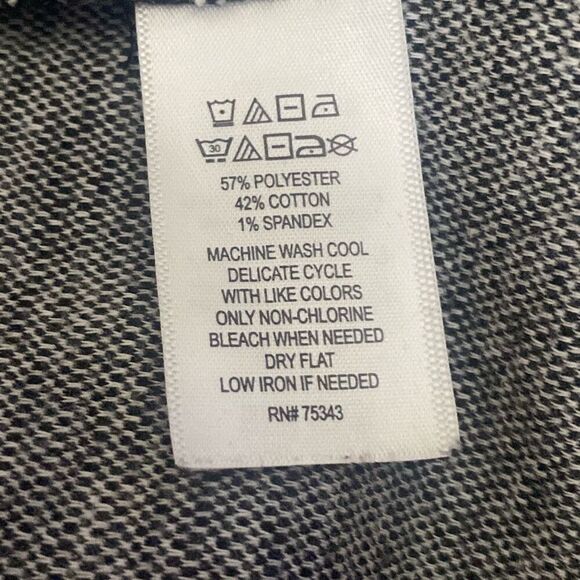 30
57% POLYESTER
42% COTTON
1% SPANDEX
MACHINE WASH COOL
DELICATE CYCLE
WITH LIKE COLORS
ONLY NON-CHLORINE
BLEACH WHEN NEEDED
DRY FLAT
LOW IRON IF NEEDED
RN# 75343